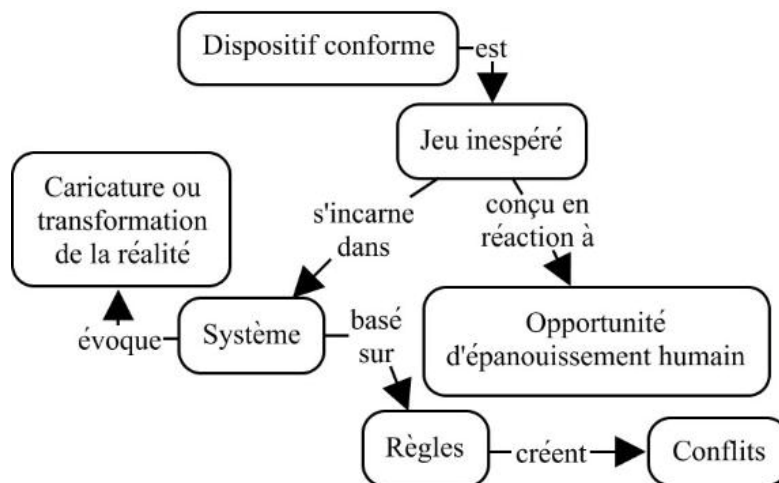 Dispositif conforme
est
Jeu inespéré
Caricature ou
transformation
de la réalité
s'incarne
dans
conçu en
réaction à
évoque
Système
basé
sur
Opportunité
d'épanouissement humain
Règles
créent
Conflits